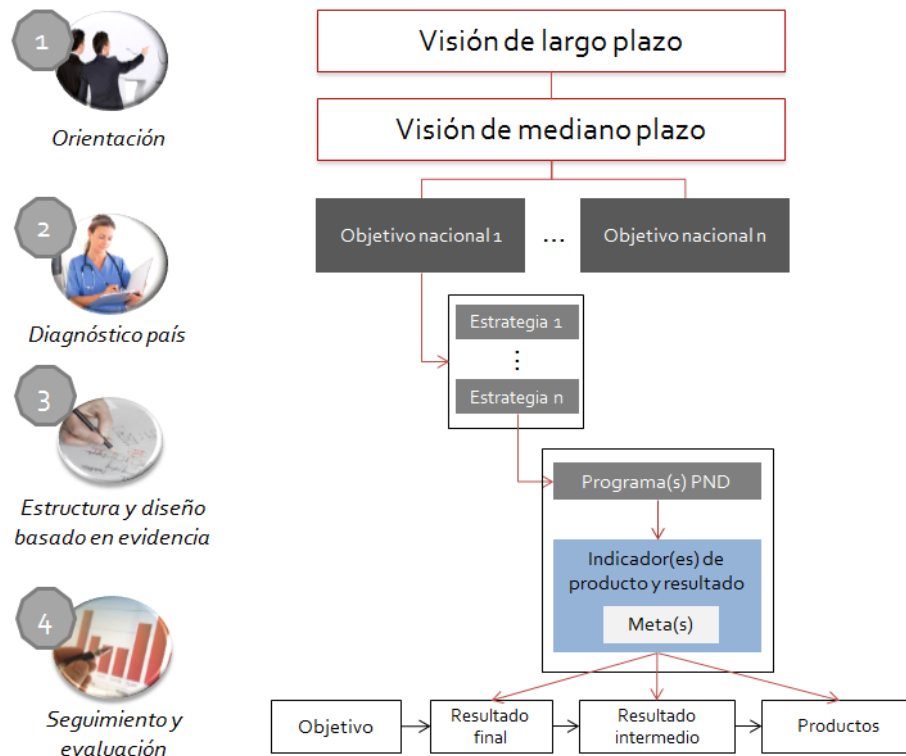 1
Orientación
2
Diagnóstico país
3
Estructura y diseño
basado en evidencia
4
Seguimiento y
evaluación
Visión de largo plazo
Visión de mediano plazo
Objetivo nacional 1
...
Objetivo nacional n
Estrategia 1
⋮
Estrategia n
Programa(s) PND
Indicador(es) de
producto y resultado
Meta(s)
Objetivo
Resultado
final
Resultado
intermedio
Productos